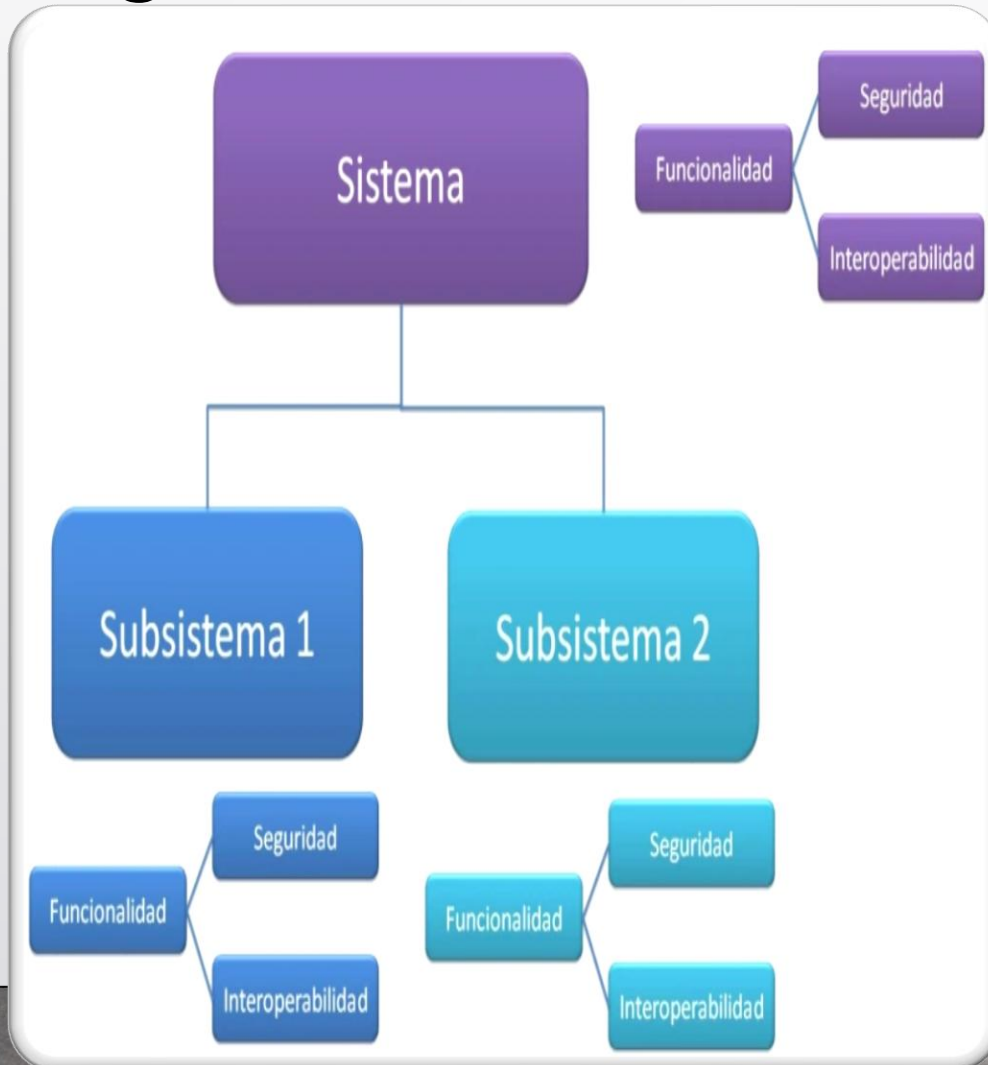 Sistema
Funcionalidad
Seguridad
Interoperabilidad
Subsistema 1
Subsistema 2
Funcionalidad
Seguridad
Interoperabilidad
Funcionalidad
Seguridad
Interoperabilidad